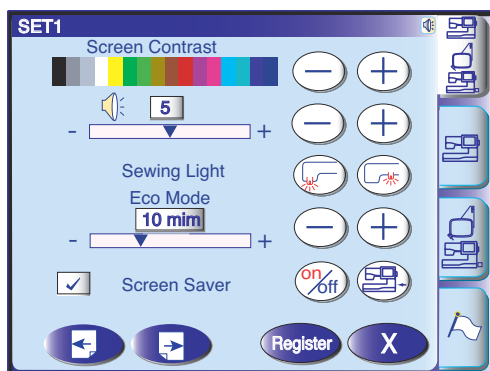 SET1
Screen Contrast
5
- +
Sewing Light
Eco Mode
10 mim
- +
Screen Saver
on/off
Register X